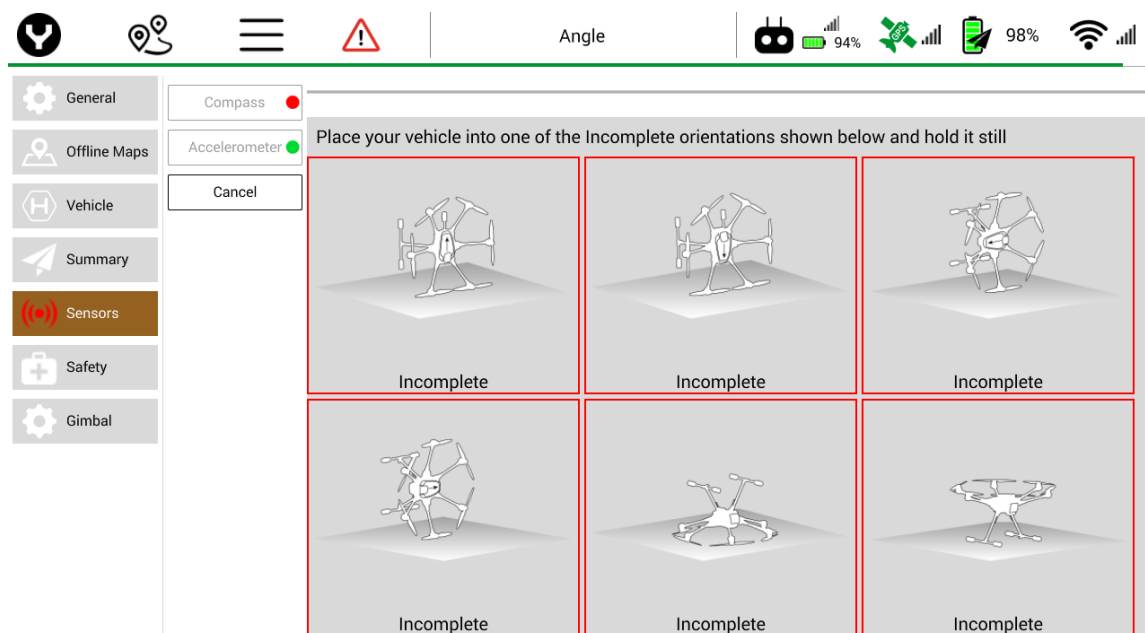 Angle
GPS
94%
98%
General
Offline Maps
Vehicle
Summary
Sensors
Safety
Gimbal
Compass
Accelerometer
Cancel
Place your vehicle into one of the Incomplete orientations shown below and hold it still
Incomplete
Incomplete
Incomplete
Incomplete
Incomplete
Incomplete